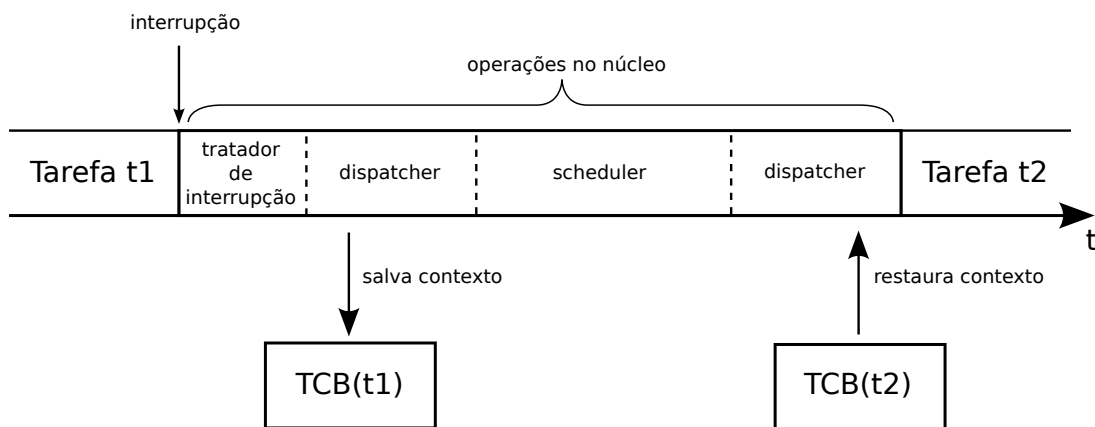 interrupção
operações no núcleo
Tarefa t1
tratador
de
interrupção
dispatcher
scheduler
dispatcher
Tarefa t2
t
salva contexto
restaura contexto
TCB(t1)
TCB(t2)